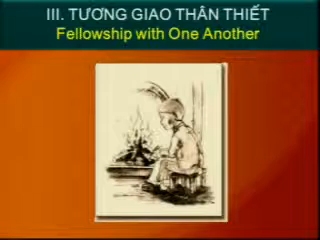 III. TƯƠNG GIAO THÂN THIẾT
Fellowship with One Another